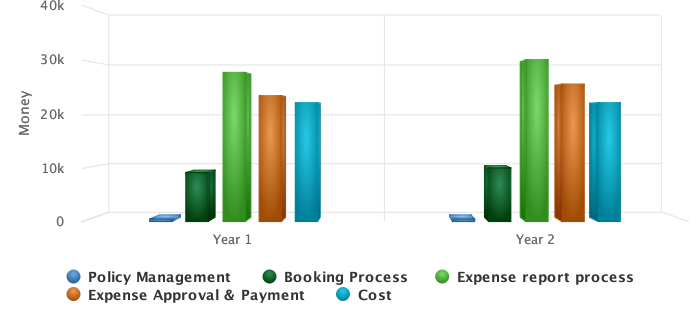 40k
30k
20k
10k
0
Money
Year 1
Year 2
Policy Management
Booking Process
Expense report process
Expense Approval & Payment
Cost